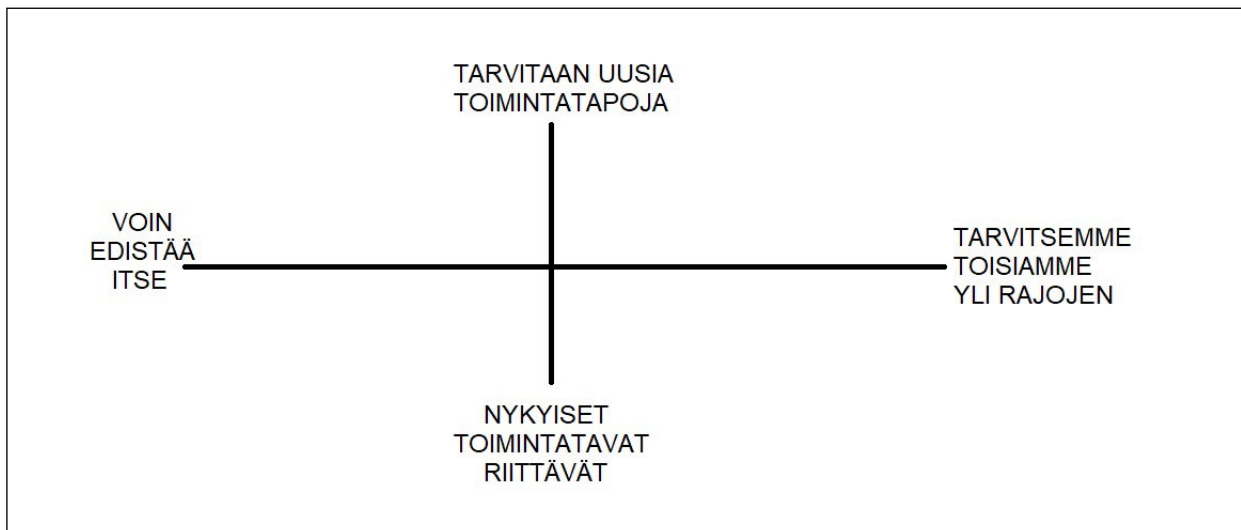 TARVITAAN UUSIA
TOIMINTATAPOJA
VOIN
EDISTÄÄ
ITSE
TARVITSEMME
TOISIAMME
YLI RAJOJEN
NYKYISET
TOIMINTATAVAT
RIITTÄVÄT